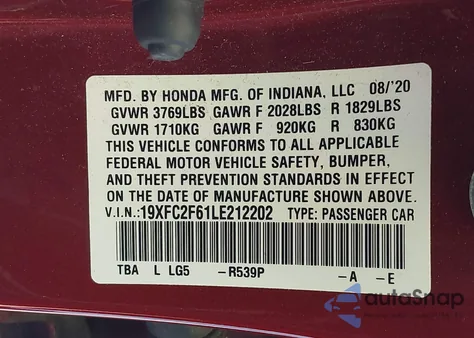 MFD. BY HONDA MFG. OF INDIANA, LLC 08/'20
GVWR 3769LBS GAWR F 2028LBS R 1829LBS
GVWR 1710KG GAWR F 920KG R 830KG
THIS VEHICLE CONFORMS TO ALL APPLICABLE
FEDERAL MOTOR VEHICLE SAFETY, BUMPER,
AND THEFT PREVENTION STANDARDS IN EFFECT
ON THE DATE OF MANUFACTURE SHOWN ABOVE.
V.I.N.: 19XFC2F61LE212202 TYPE: PASSENGER CAR
TBA L LG5 -R539P -A -E
autoSnap